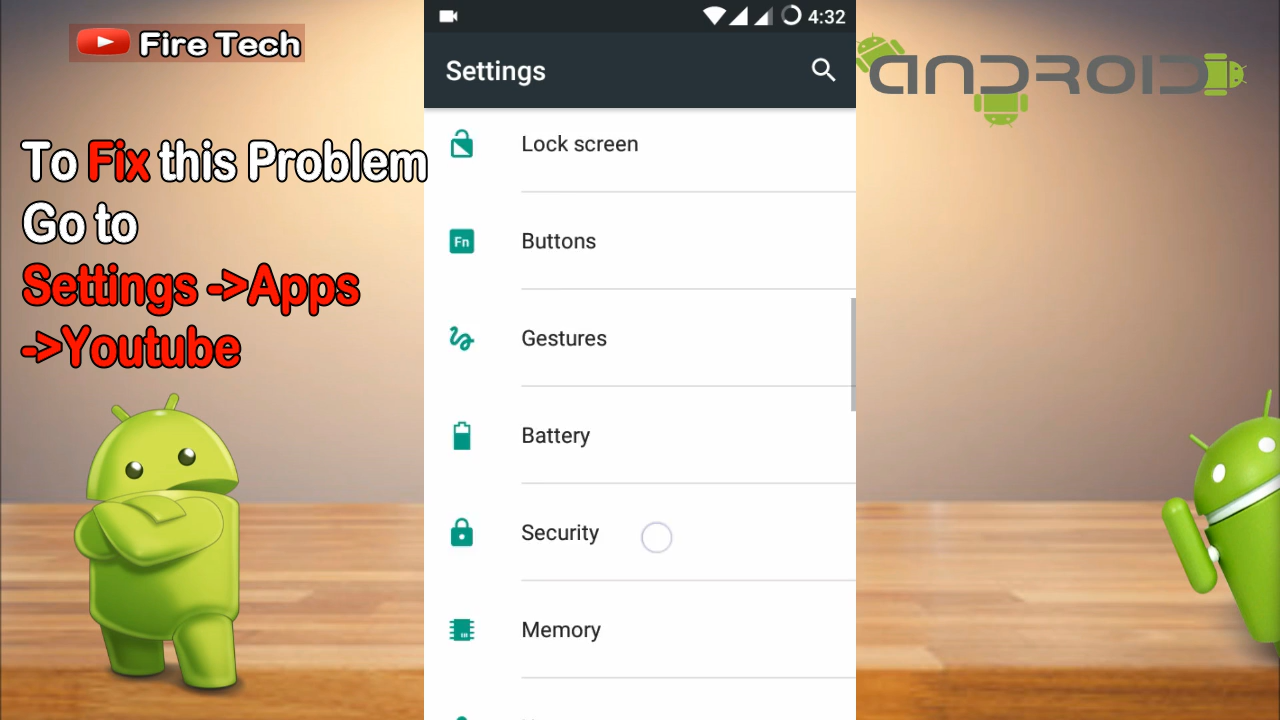 Fire Tech
To Fix this Problem
Go to
Settings ->Apps
->Youtube
4:32
Settings
Lock screen
Fn
Buttons
Gestures
Battery
Security
Memory
ANDROID